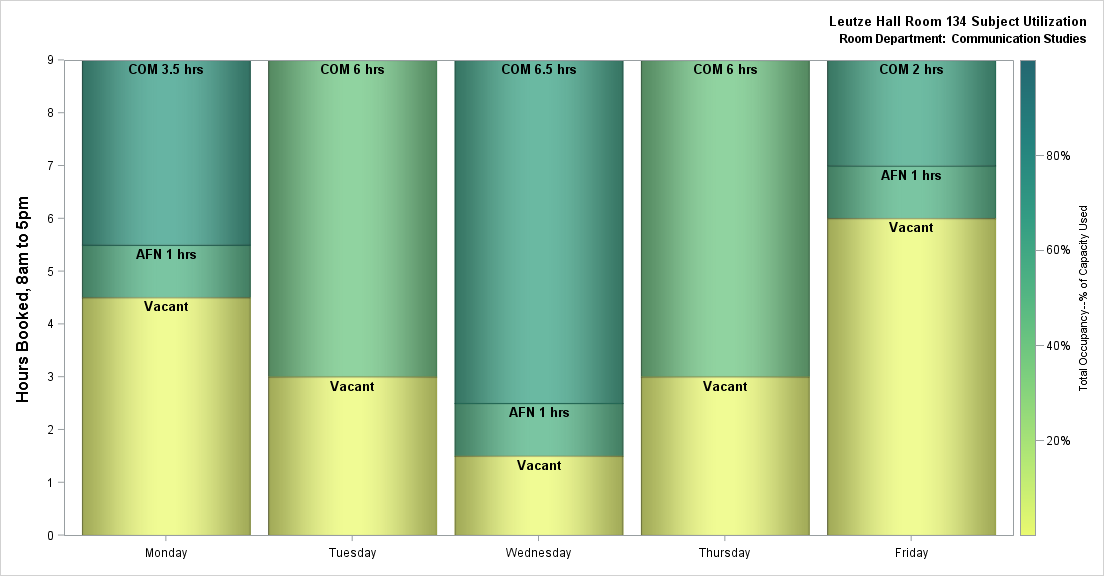 Leutze Hall Room 134 Subject Utilization
Room Department: Communication Studies
Hours Booked, 8am to 5pm
9
8
7
6
5
4
3
2
1
0
COM 3.5 hrs
AFN 1 hrs
Vacant
COM 6 hrs
Vacant
COM 6.5 hrs
AFN 1 hrs
Vacant
COM 6 hrs
Vacant
COM 2 hrs
AFN 1 hrs
Vacant
Monday
Tuesday
Wednesday
Thursday
Friday
80%
60%
40%
20%
Total Occupancy--% of Capacity Used